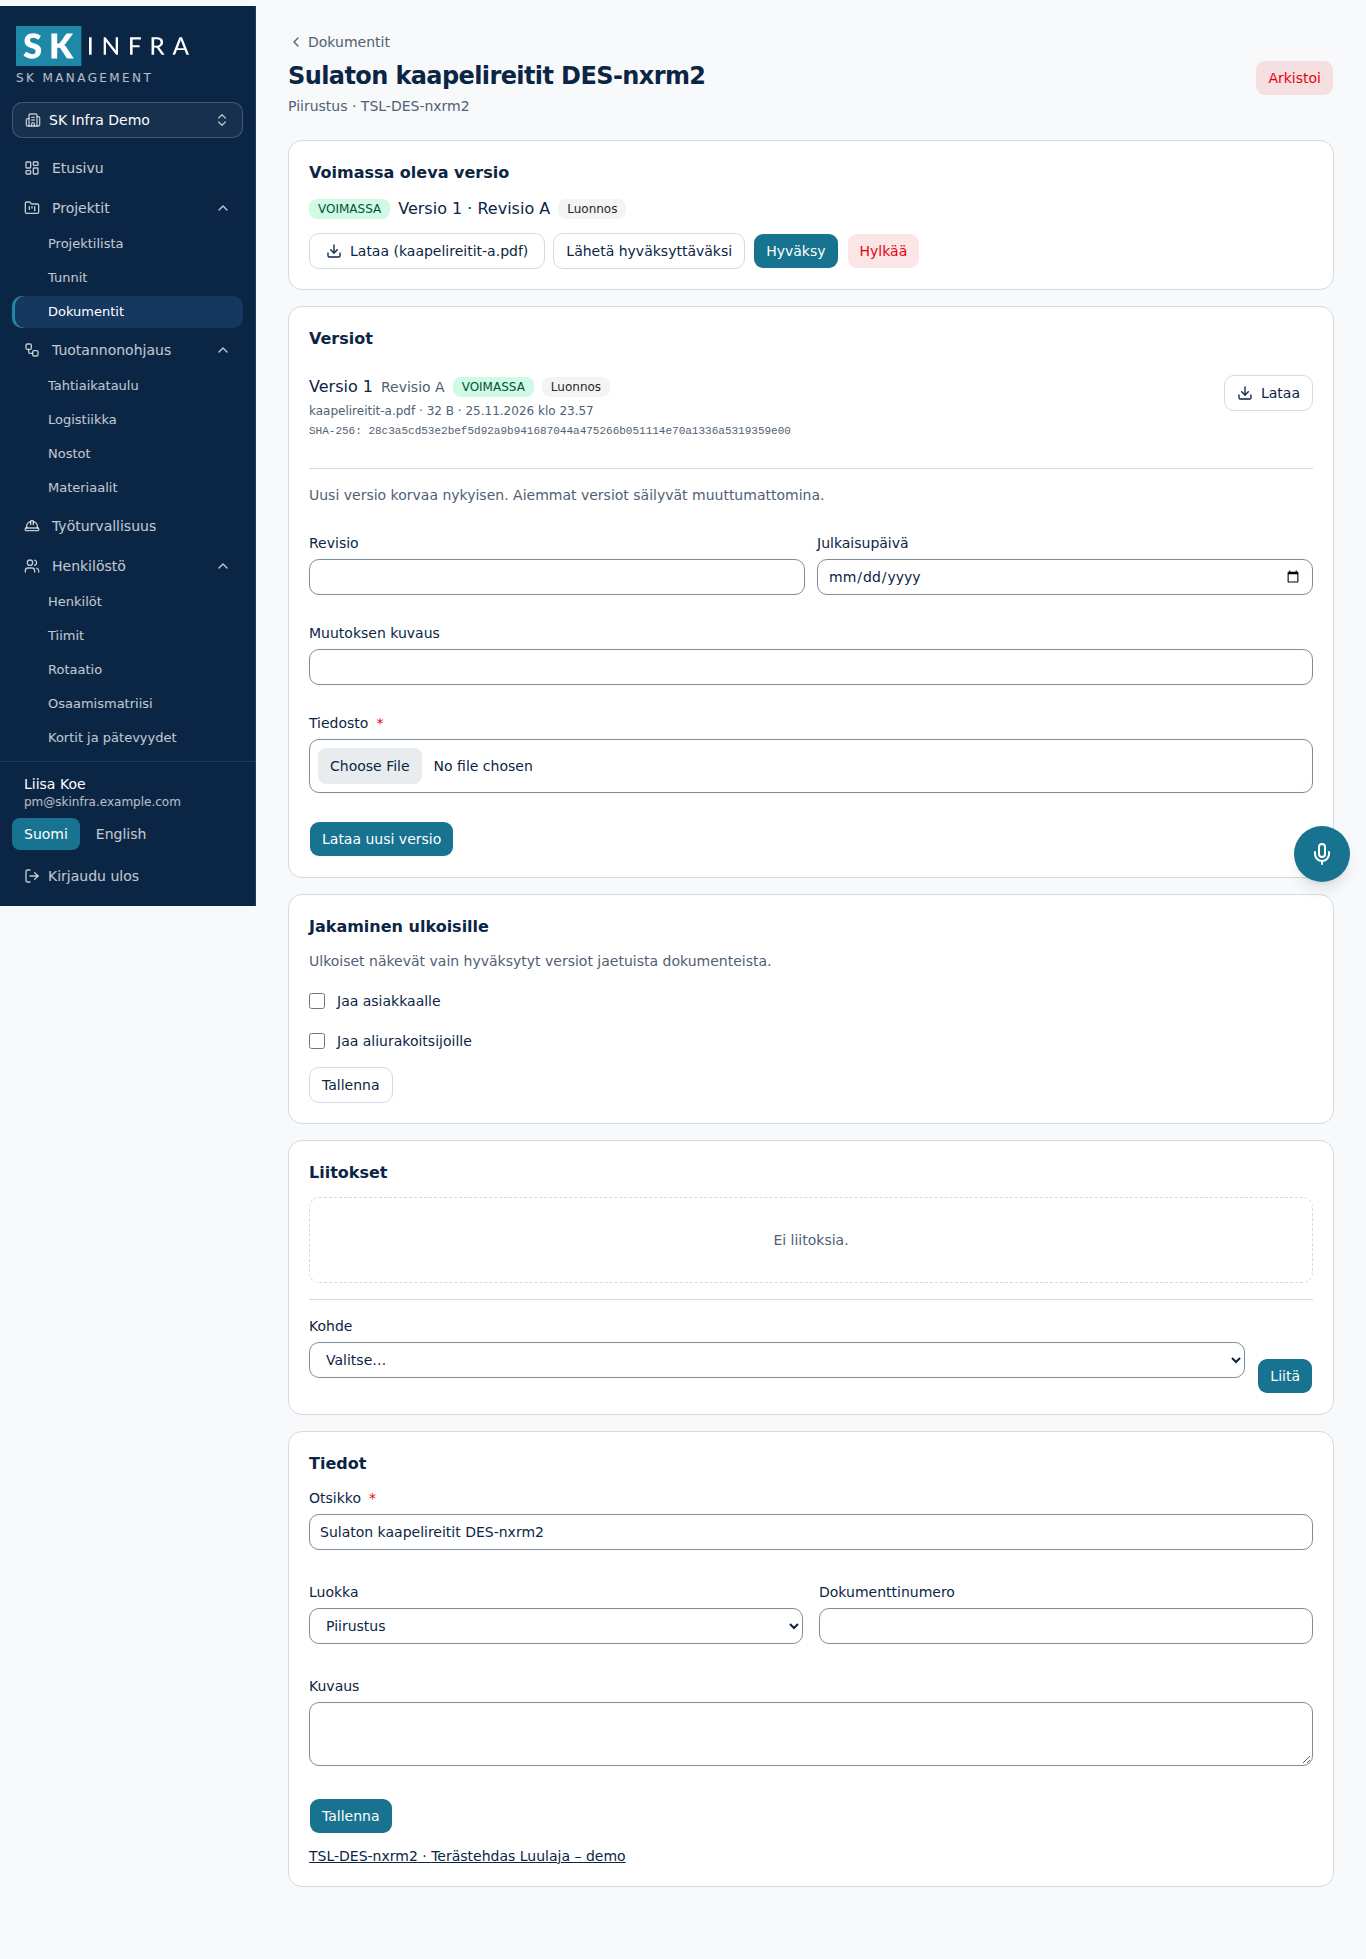 SK INFRA
SK MANAGEMENT
SK Infra Demo
Etusivu
Projektit
Projektilista
Tunnit
Dokumentit
Tuotannonohjaus
Tahtiaikataulu
Logistiikka
Nostot
Materiaalit
Työturvallisuus
Henkilöstö
Henkilöt
Tiimit
Rotaatio
Osaamismatriisi
Kortit ja pätevyydet
Liisa Koe
pm@skinfra.example.com
Suomi English
Kirjaudu ulos
Dokumentit
Sulaton kaapelireitit DES-nxrm2
Arkistoi
Piirustus · TSL-DES-nxrm2
Voimassa oleva versio
VOIMASSA Versio 1 · Revisio A Luonnos
Lataa (kaapelireitit-a.pdf) Lähetä hyväksyttäväksi Hyväksy Hylkää
Versiot
Versio 1 Revisio A VOIMASSA Luonnos
Lataa
kaapelireitit-a.pdf · 32 B · 25.11.2026 klo 23.57
SHA-256: 28c3a5cd53e2bef5d92a9b941687044a475266b051114e70a1336a5319359e00
Uusi versio korvaa nykyisen. Aiemmat versiot säilyvät muuttumattomina.
Revisio Julkaisupäivä
mm/dd/yyyy
Muutoksen kuvaus
Tiedosto *
Choose File No file chosen
Lataa uusi versio
Jakaminen ulkoisille
Ulkoiset näkevät vain hyväksytyt versiot jaetuista dokumenteista.
Jaa asiakkaalle
Jaa aliurakoitsijoille
Tallenna
Liitokset
Ei liitoksia.
Kohde
Valitse…
Liitä
Tiedot
Otsikko *
Sulaton kaapelireitit DES-nxrm2
Luokka Dokumenttinumero
Piirustus
Kuvaus
Tallenna
TSL-DES-nxrm2 · Terästehdas Luulaja – demo